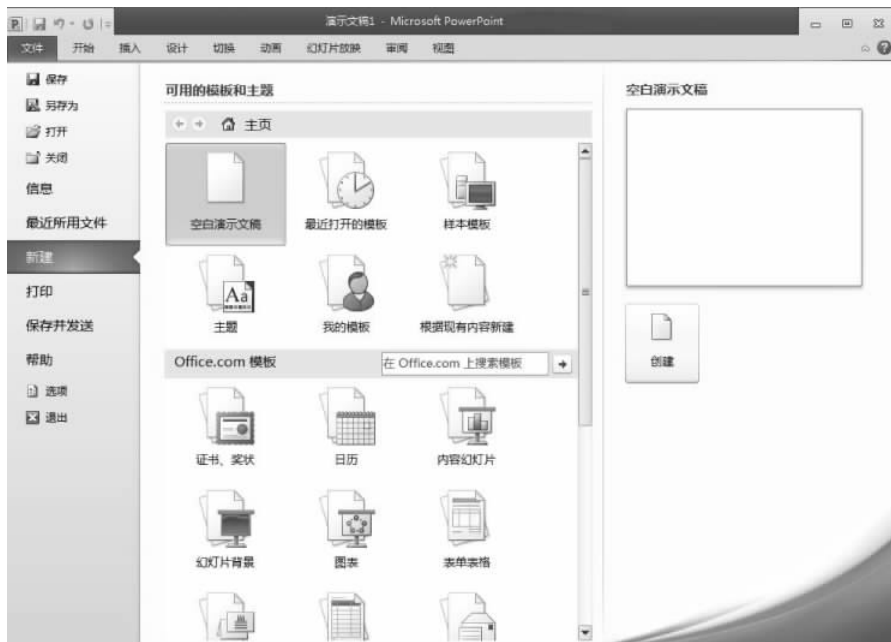 演示文稿1 - Microsoft PowerPoint
文件 开始 插入 设计 切换 动画 幻灯片放映 审阅 视图
保存
另存为
打开
关闭
信息
最近所用文件
新建
打印
保存并发送
帮助
选项
退出
可用的模板和主题
主页
空白演示文稿 最近打开的模板 样本模板
主题 我的模板 根据现有内容新建
Office.com 模板 在 Office.com 上搜索模板
证书、奖状 日历 内容幻灯片
幻灯片背景 图表 表单表格
空白演示文稿
创建